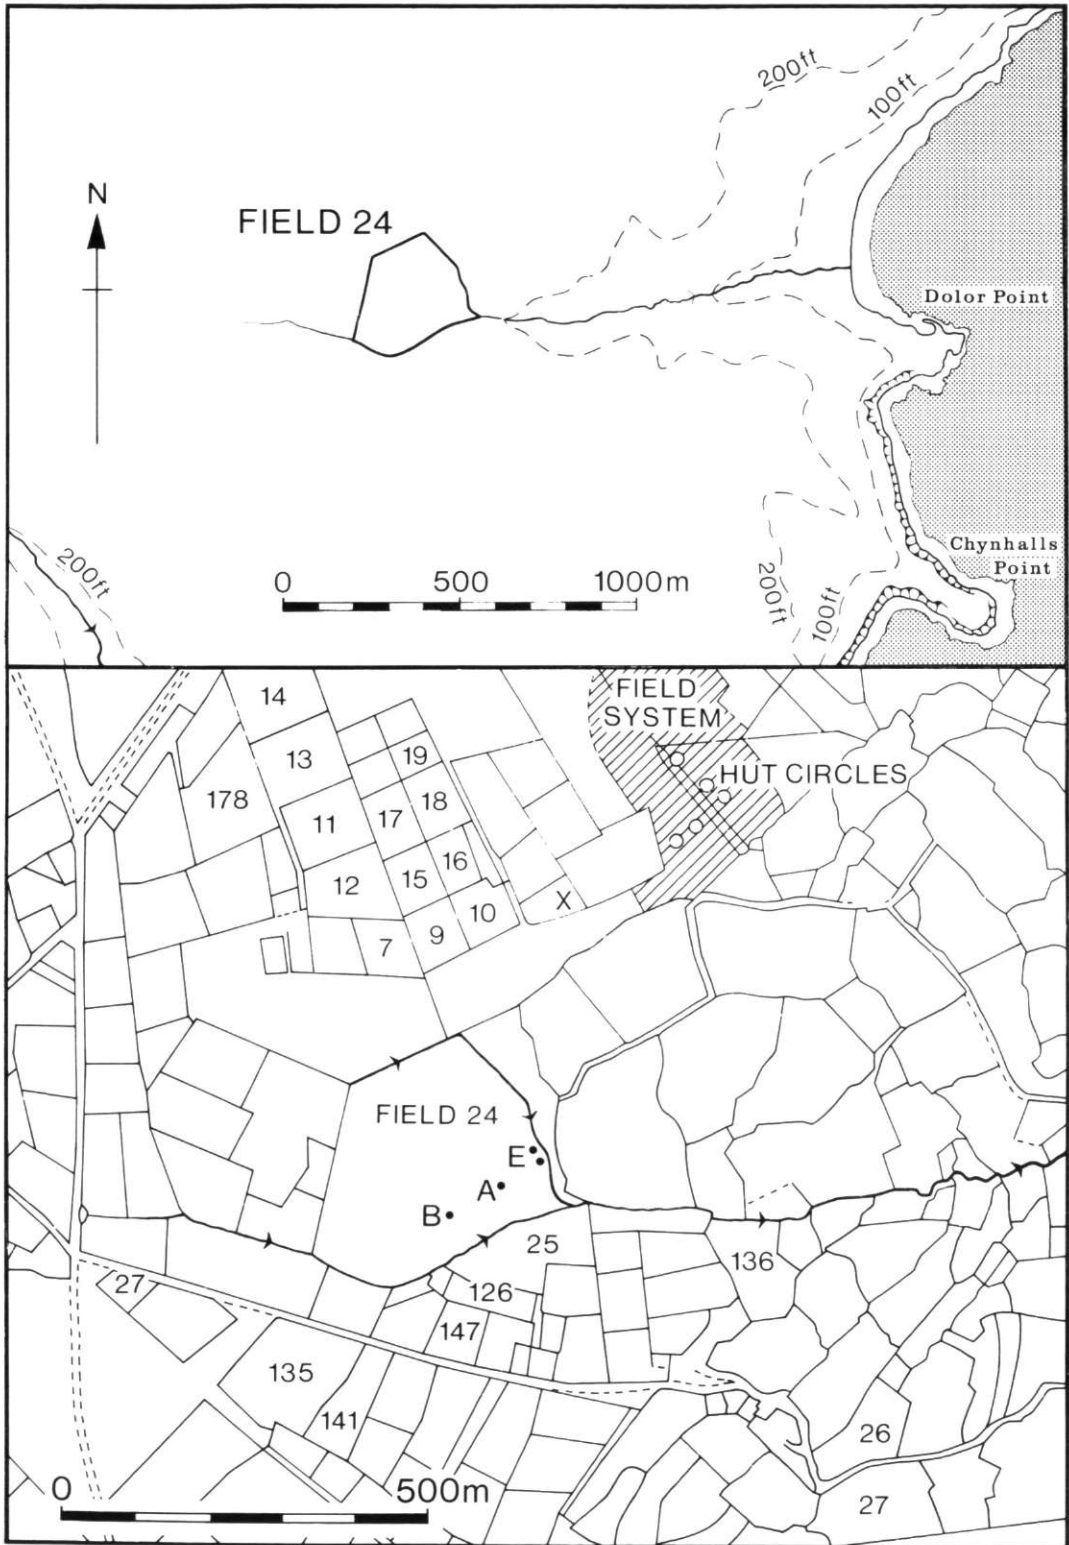 200ft
100ft
N
FIELD 24
Dolor Point
Chynhalls
Point
200ft
0 500 1000m
200ft
100ft
14
FIELD
SYSTEM
13
19
HUT CIRCLES
178
18
11
17
16
12
15
X
10
9
7
FIELD 24
E
A
B
25
136
27
126
147
135
141
26
0 500m
27